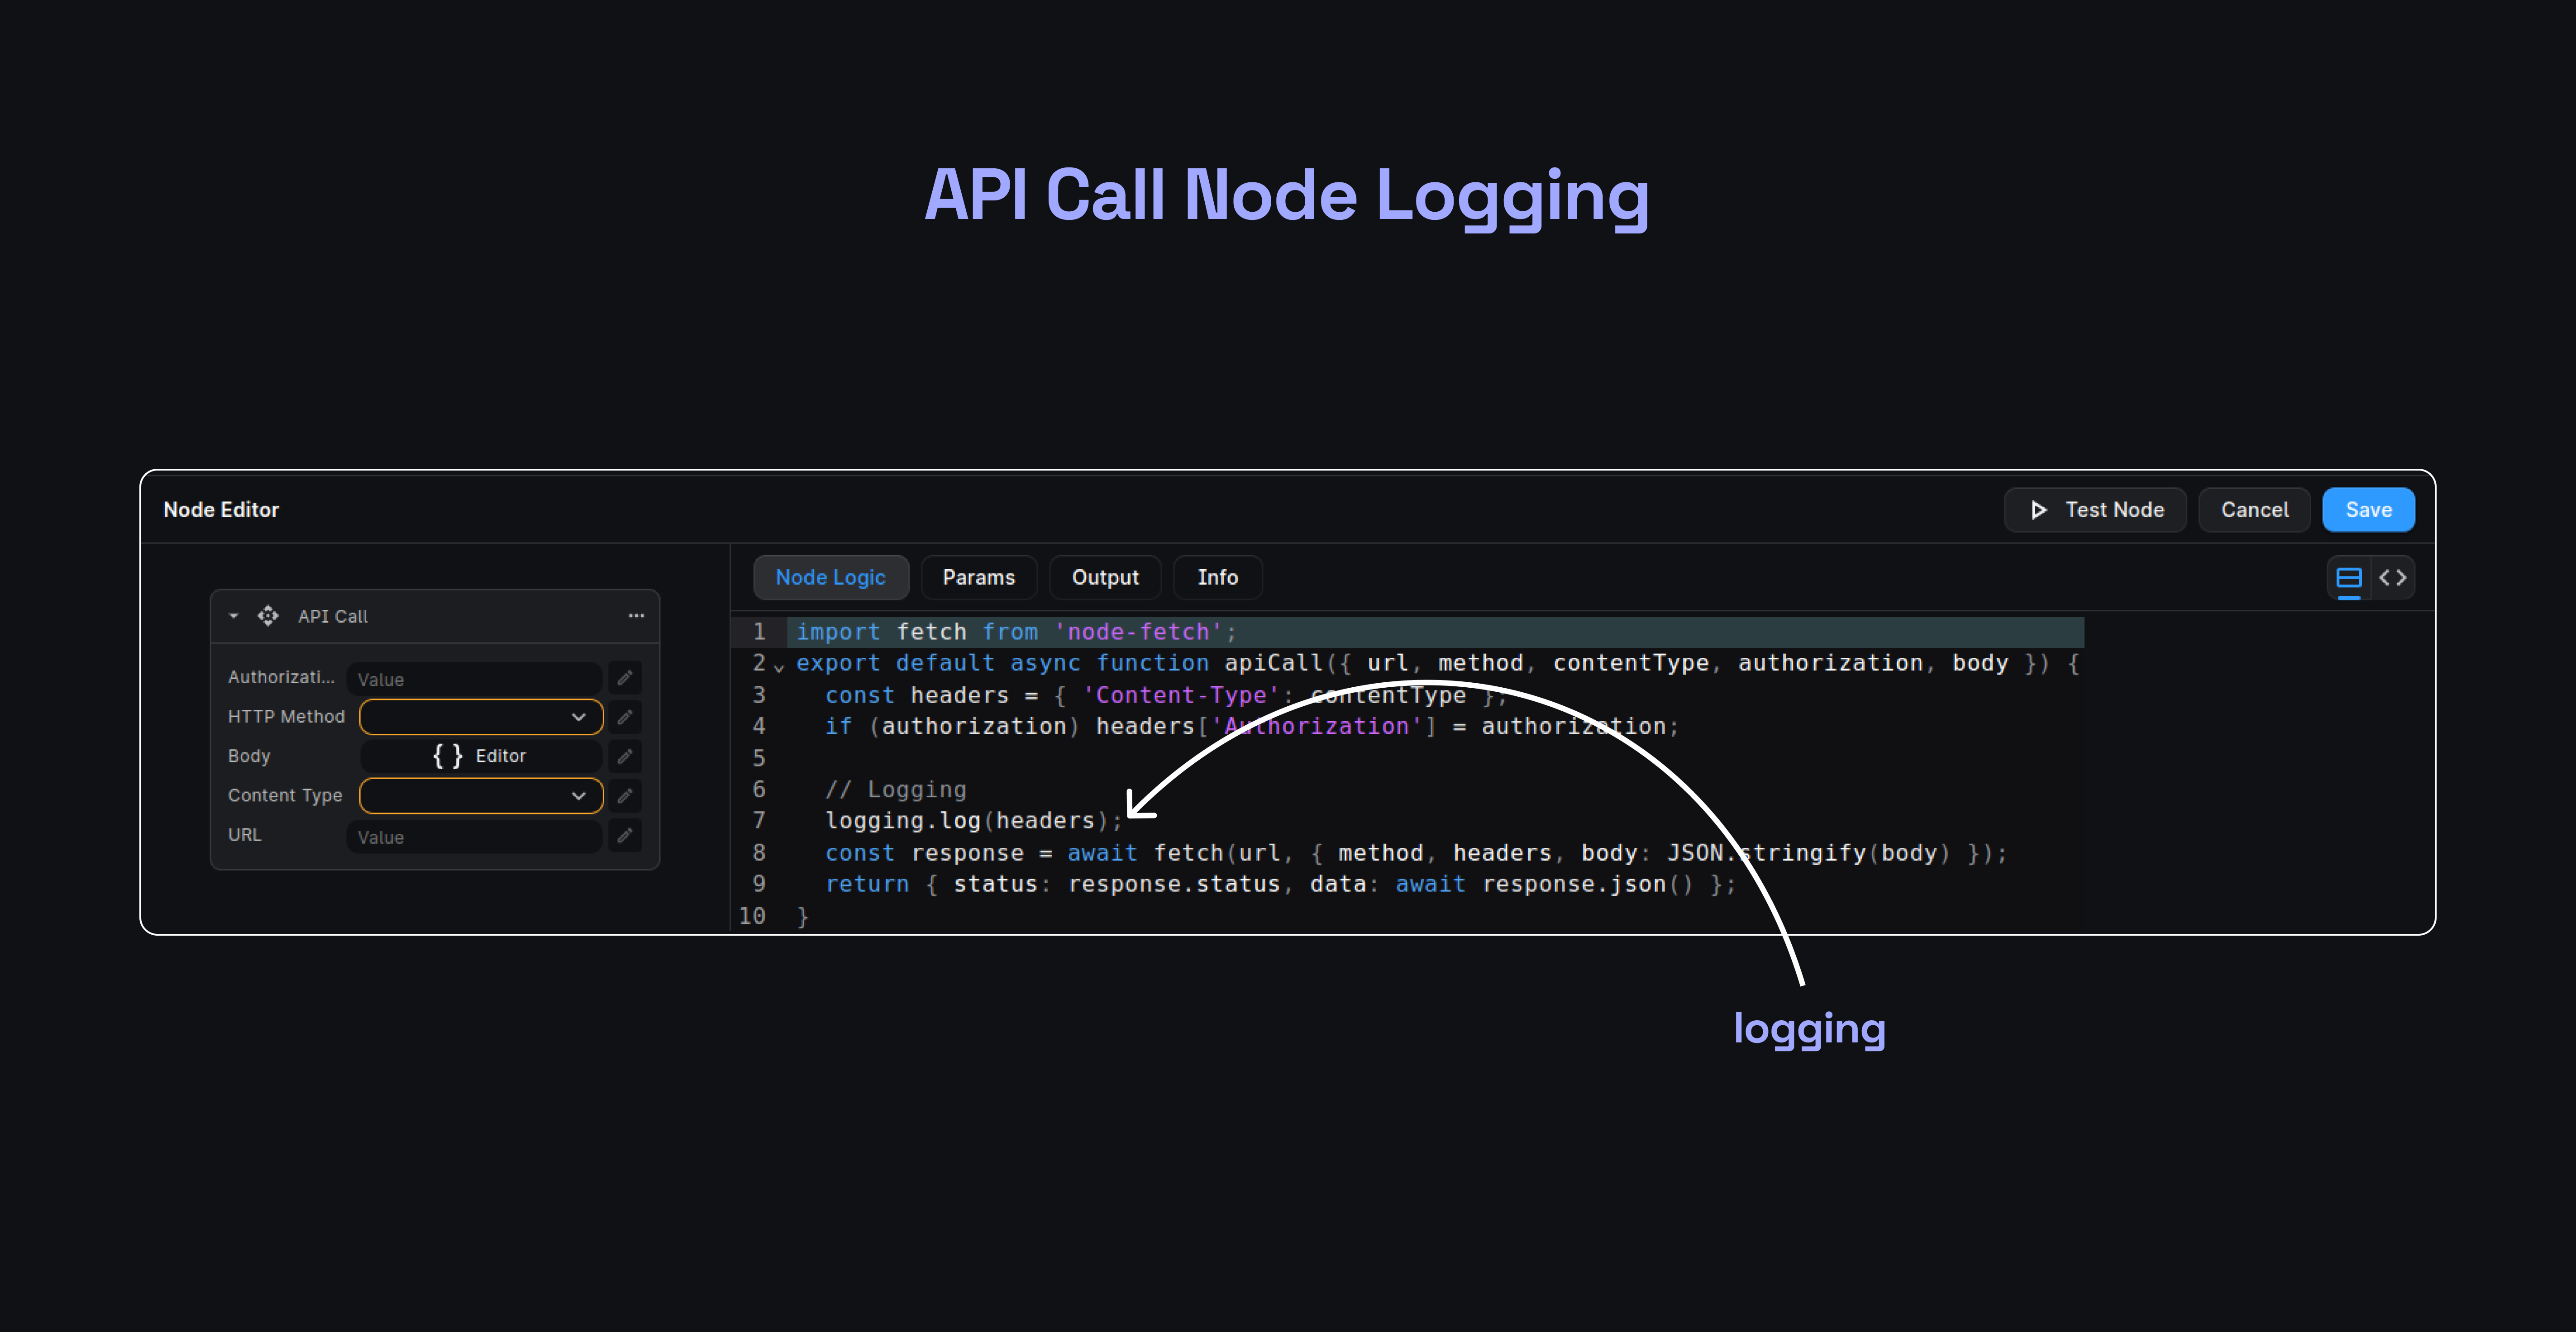 API Call Node Logging
Node Editor
Test Node
Cancel
Save
API Call
Authorizati...
Value
HTTP Method
Body
{ } Editor
Content Type
URL
Value
Node Logic
Params
Output
Info
1 import fetch from 'node-fetch';
2 export default async function apiCall({ url, method, contentType, authorization, body }) {
3 const headers = { 'Content-Type': contentType };
4 if (authorization) headers['Authorization'] = authorization;
5
6 // Logging
7 logging.log(headers);
8 const response = await fetch(url, { method, headers, body: JSON.stringify(body) });
9 return { status: response.status, data: await response.json() };
10 }
logging